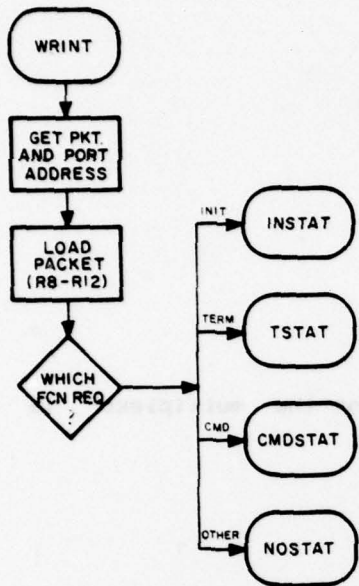 WRINT
GET PKT.
AND PORT
ADDRESS
LOAD
PACKET
(R8-R12)
WHICH
FCN REQ
?
INIT
INSTAT
TERM
TSTAT
CMD
CMDSTAT
OTHER
NOSTAT